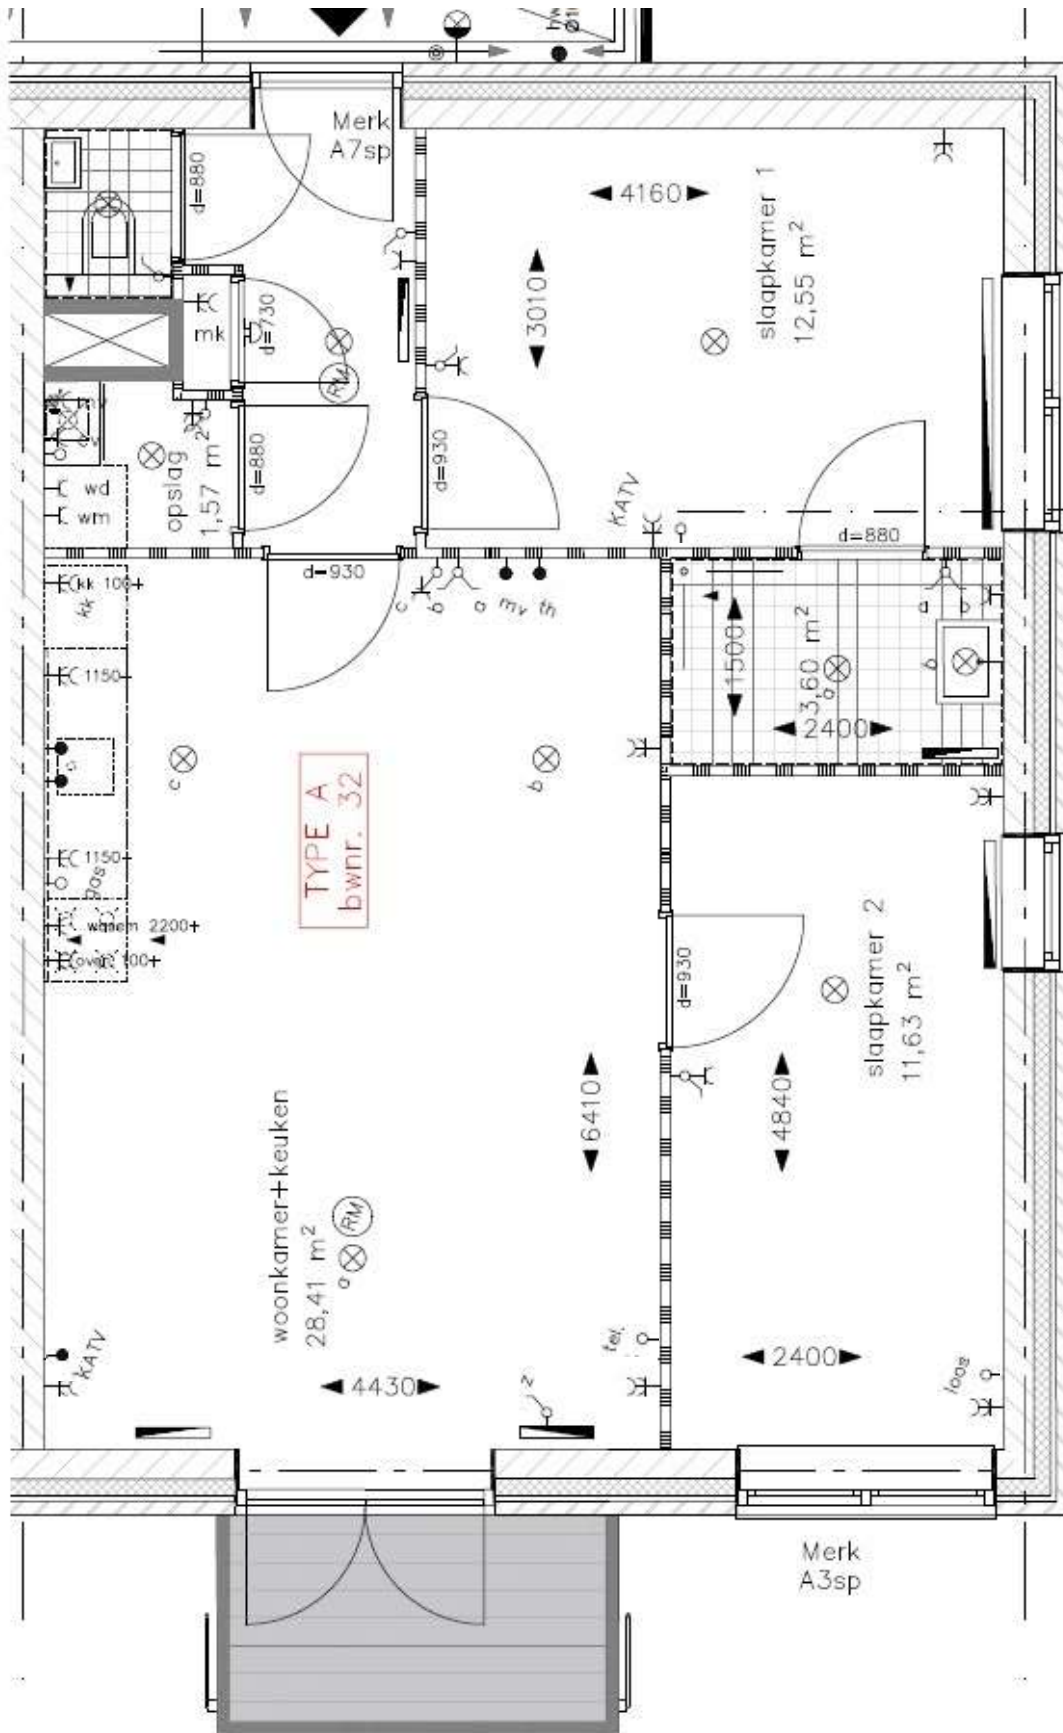 hw
Merk
A7sp
d=880
4160
slaapkamer 1
12,55 m²
3010
mk
d=730
RM
opslag
1,57 m²
d=880
d=930
KATV
d=880
wd
wm
d=930
kk 100+
kk
c
b
a
mv
th
1500
3,60 m²
a
b
a
b
2400
1150+
c
b
TYPE A
bwnr. 32
1150+
gas
wasem 2200+
oven 100+
d=930
slaapkamer 2
11,63 m²
6410
4840
woonkamer+keuken
28,41 m²
RM
a
tel.
KATV
4430
z
2400
loos
Merk
A3sp